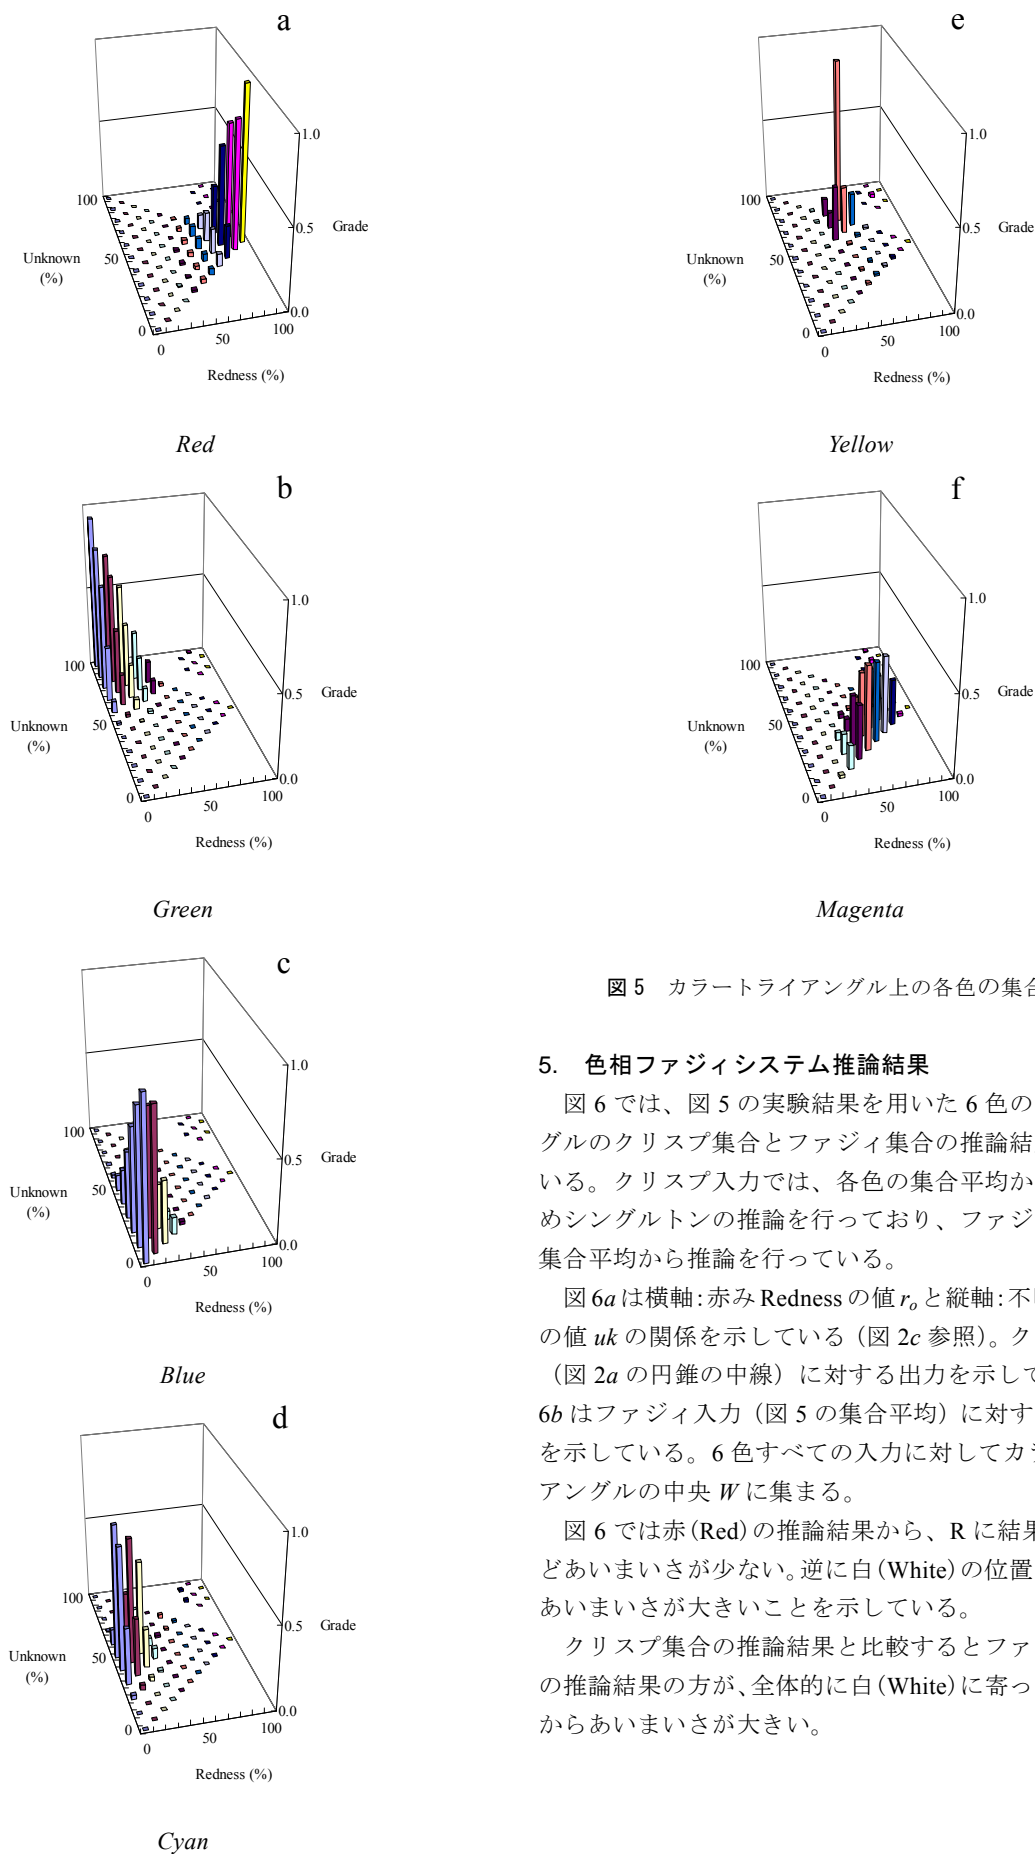 a
1.0
0.5
Grade
0.0
100
Unknown
(%)
50
0
0
50
100
Redness (%)
Red
b
1.0
0.5
Grade
0.0
100
Unknown
(%)
50
0
0
50
100
Redness (%)
Green
c
1.0
0.5
Grade
0.0
100
Unknown
(%)
50
0
0
50
100
Redness (%)
Blue
d
1.0
0.5
Grade
0.0
100
Unknown
(%)
50
0
0
50
100
Redness (%)
Cyan
e
1.0
0.5
Grade
0.0
100
Unknown
(%)
50
0
0
50
100
Redness (%)
Yellow
f
1.0
0.5
Grade
0.0
100
Unknown
(%)
50
0
0
50
100
Redness (%)
Magenta
図 5 カラートライアングル上の各色の集合
5. 色相ファジィシステム推論結果
図 6 では、図 5 の実験結果を用いた 6 色の
グルのクリスプ集合とファジィ集合の推論結
いる。クリスプ入力では、各色の集合平均か
めシングルトンの推論を行っており、ファジ
集合平均から推論を行っている。
図 6a は横軸:赤み Redness の値 ro と縦軸:不
の値 uk の関係を示している（図 2c 参照）。ク
（図 2a の円錐の中線）に対する出力を示して
6b はファジィ入力（図 5 の集合平均）に対す
を示している。6 色すべての入力に対してカ
アングルの中央 W に集まる。
図 6 では赤(Red)の推論結果から、R に結果
どあいまいさが少ない。逆に白(White)の位置
あいまいさが大きいことを示している。
クリスプ集合の推論結果と比較するとファ
の推論結果の方が、全体的に白(White)に寄っ
からあいまいさが大きい。